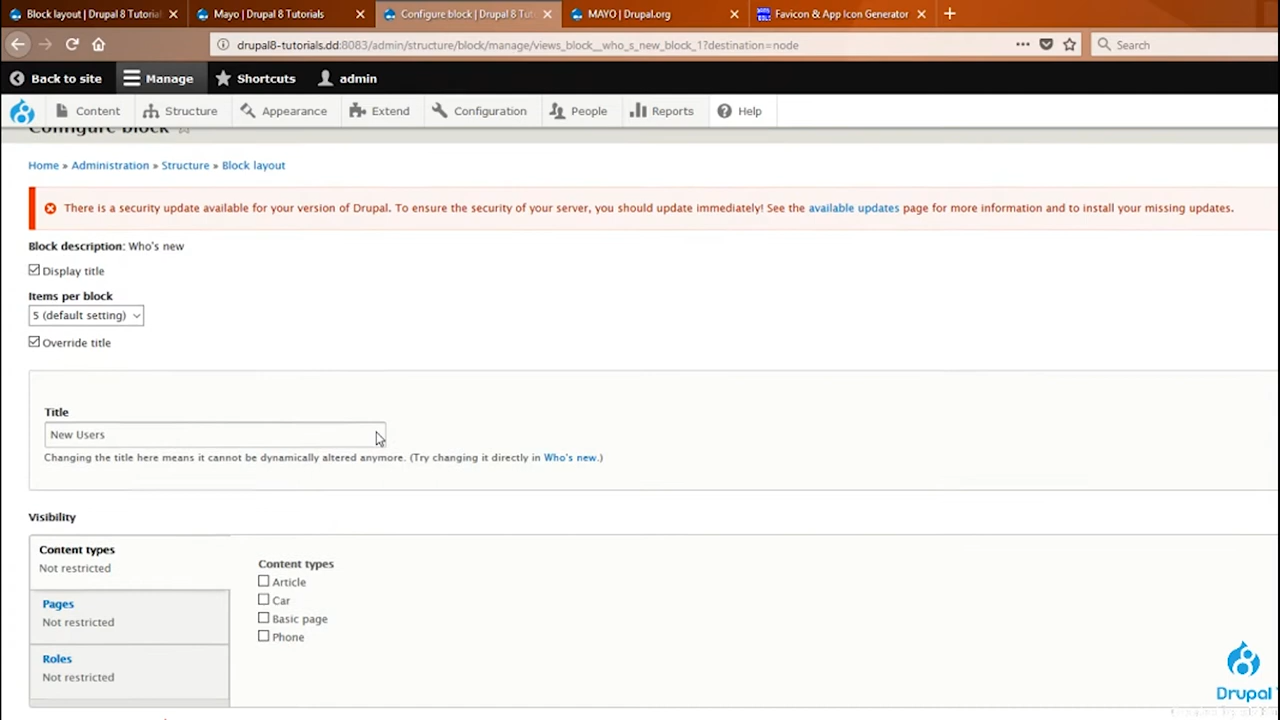 Block layout | Drupal 8 Tutorial
Mayo | Drupal 8 Tutorials
Configure block | Drupal 8 Tut
MAYO | Drupal.org
Favicon & App Icon Generator
drupal8-tutorials.dd:8083/admin/structure/block/manage/views_block__who_s_new_block_1?destination=node
Search
Back to site
Manage
Shortcuts
admin
Content
Structure
Appearance
Extend
Configuration
People
Reports
Help
Configure block
Home » Administration » Structure » Block layout
There is a security update available for your version of Drupal. To ensure the security of your server, you should update immediately! See the available updates page for more information and to install your missing updates.
Block description: Who's new
Display title
Items per block
5 (default setting)
Override title
Title
New Users
Changing the title here means it cannot be dynamically altered anymore. (Try changing it directly in Who's new.)
Visibility
Content types
Not restricted
Pages
Not restricted
Roles
Not restricted
Content types
Article
Car
Basic page
Phone
Drupal